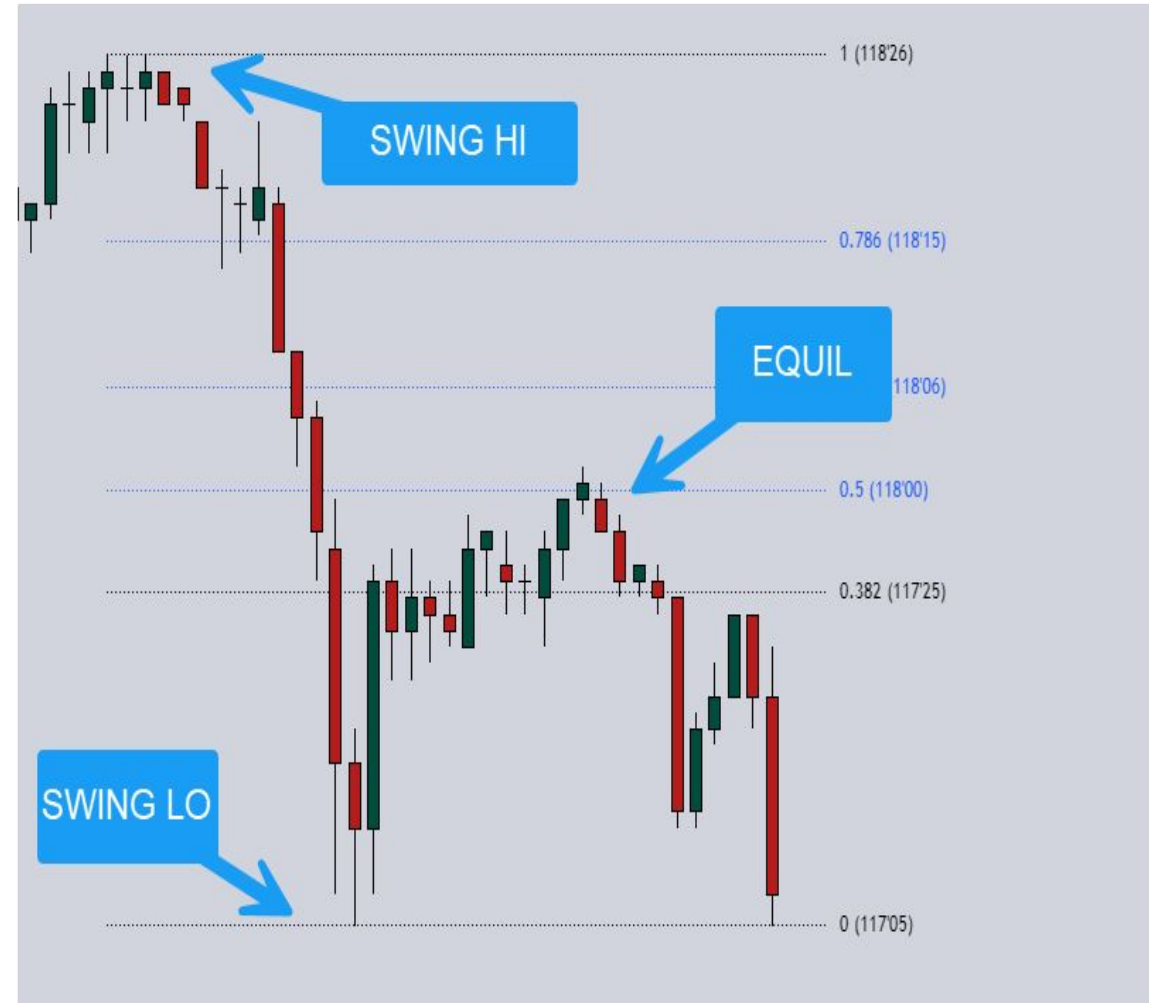 1 (118'26)
SWING HI
0.786 (118'15)
EQUIL
118'06)
0.5 (118'00)
0.382 (117'25)
SWING LO
0 (117'05)